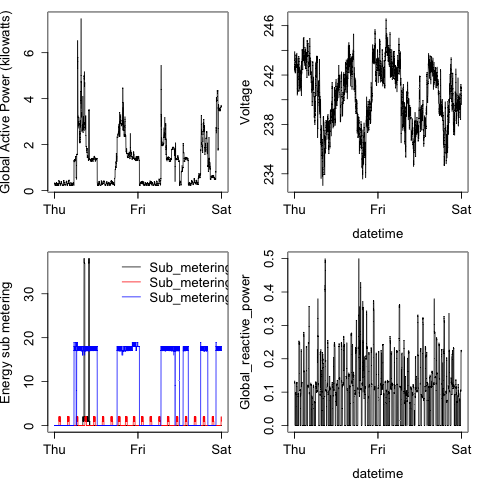 Global Active Power (kilowatts)
0 2 4 6
Thu Fri Sat
Voltage
234 238 242
Thu Fri Sat
datetime
Energy sub metering
0 10 20 30
Sub_metering
Sub_metering
Sub_metering
Thu Fri Sat
Global_reactive_power
0.0 0.1 0.2 0.3 0.4 0.5
Thu Fri Sat
datetime